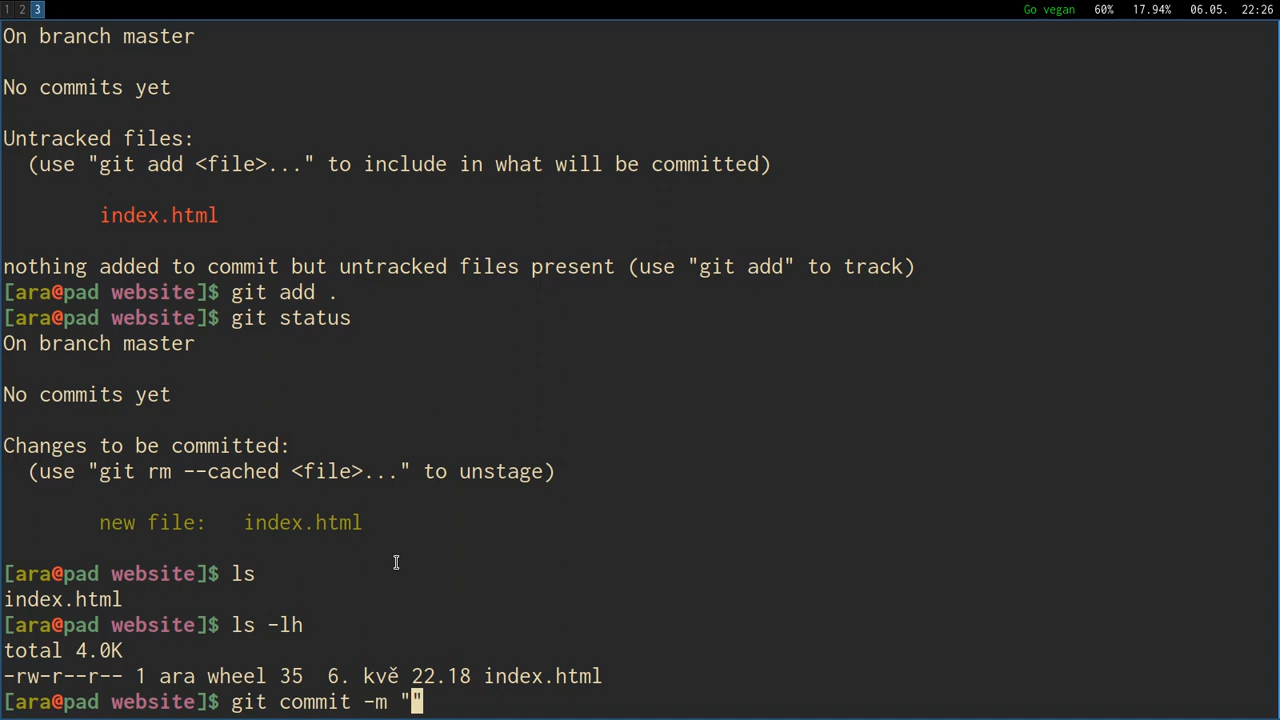 1 2 3 Go vegan 60% 17.94% 06.05. 22:26
On branch master
No commits yet
Untracked files:
(use "git add <file>..." to include in what will be committed)
index.html
nothing added to commit but untracked files present (use "git add" to track)
[ara@pad website]$ git add .
[ara@pad website]$ git status
On branch master
No commits yet
Changes to be committed:
(use "git rm --cached <file>..." to unstage)
new file:   index.html
[ara@pad website]$ ls
index.html
[ara@pad website]$ ls -lh
total 4.0K
-rw-r--r-- 1 ara wheel 35  6. kvě 22.18 index.html
[ara@pad website]$ git commit -m ""